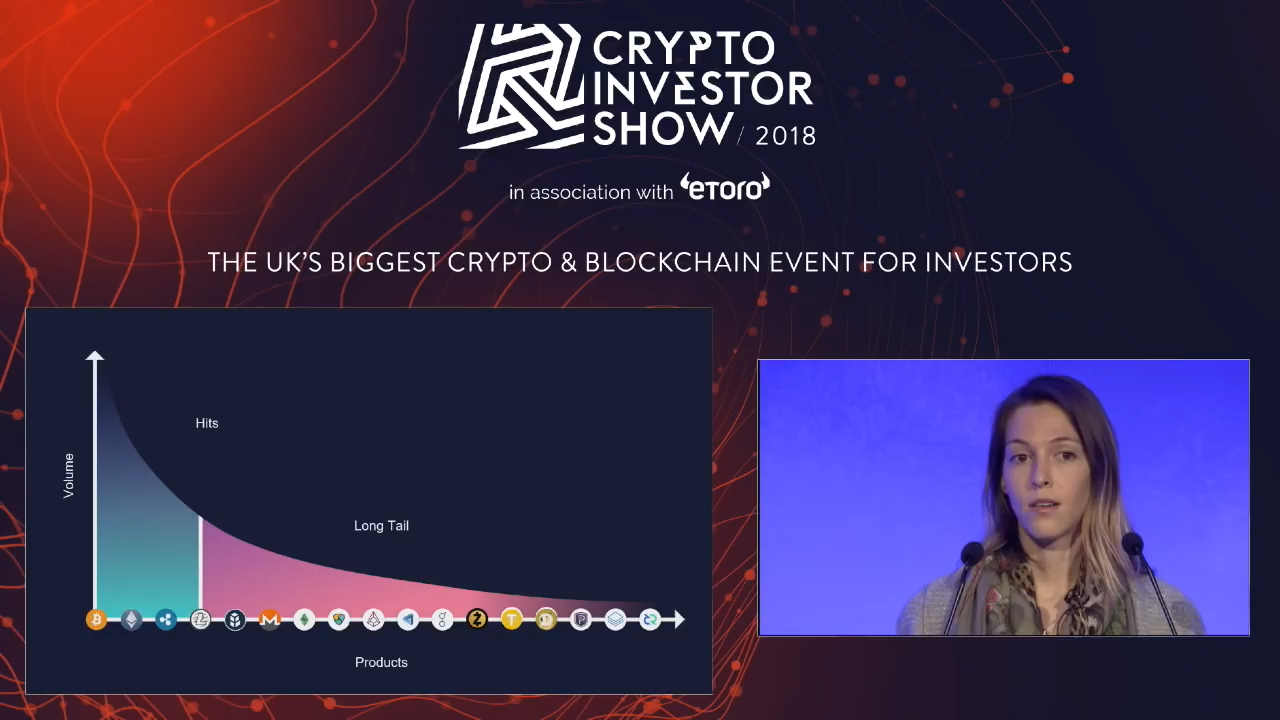 CRYPTO
INVESTOR
SHOW / 2018
in association with eTORO
THE UK'S BIGGEST CRYPTO & BLOCKCHAIN EVENT FOR INVESTORS
Hits
Volume
Long Tail
Products